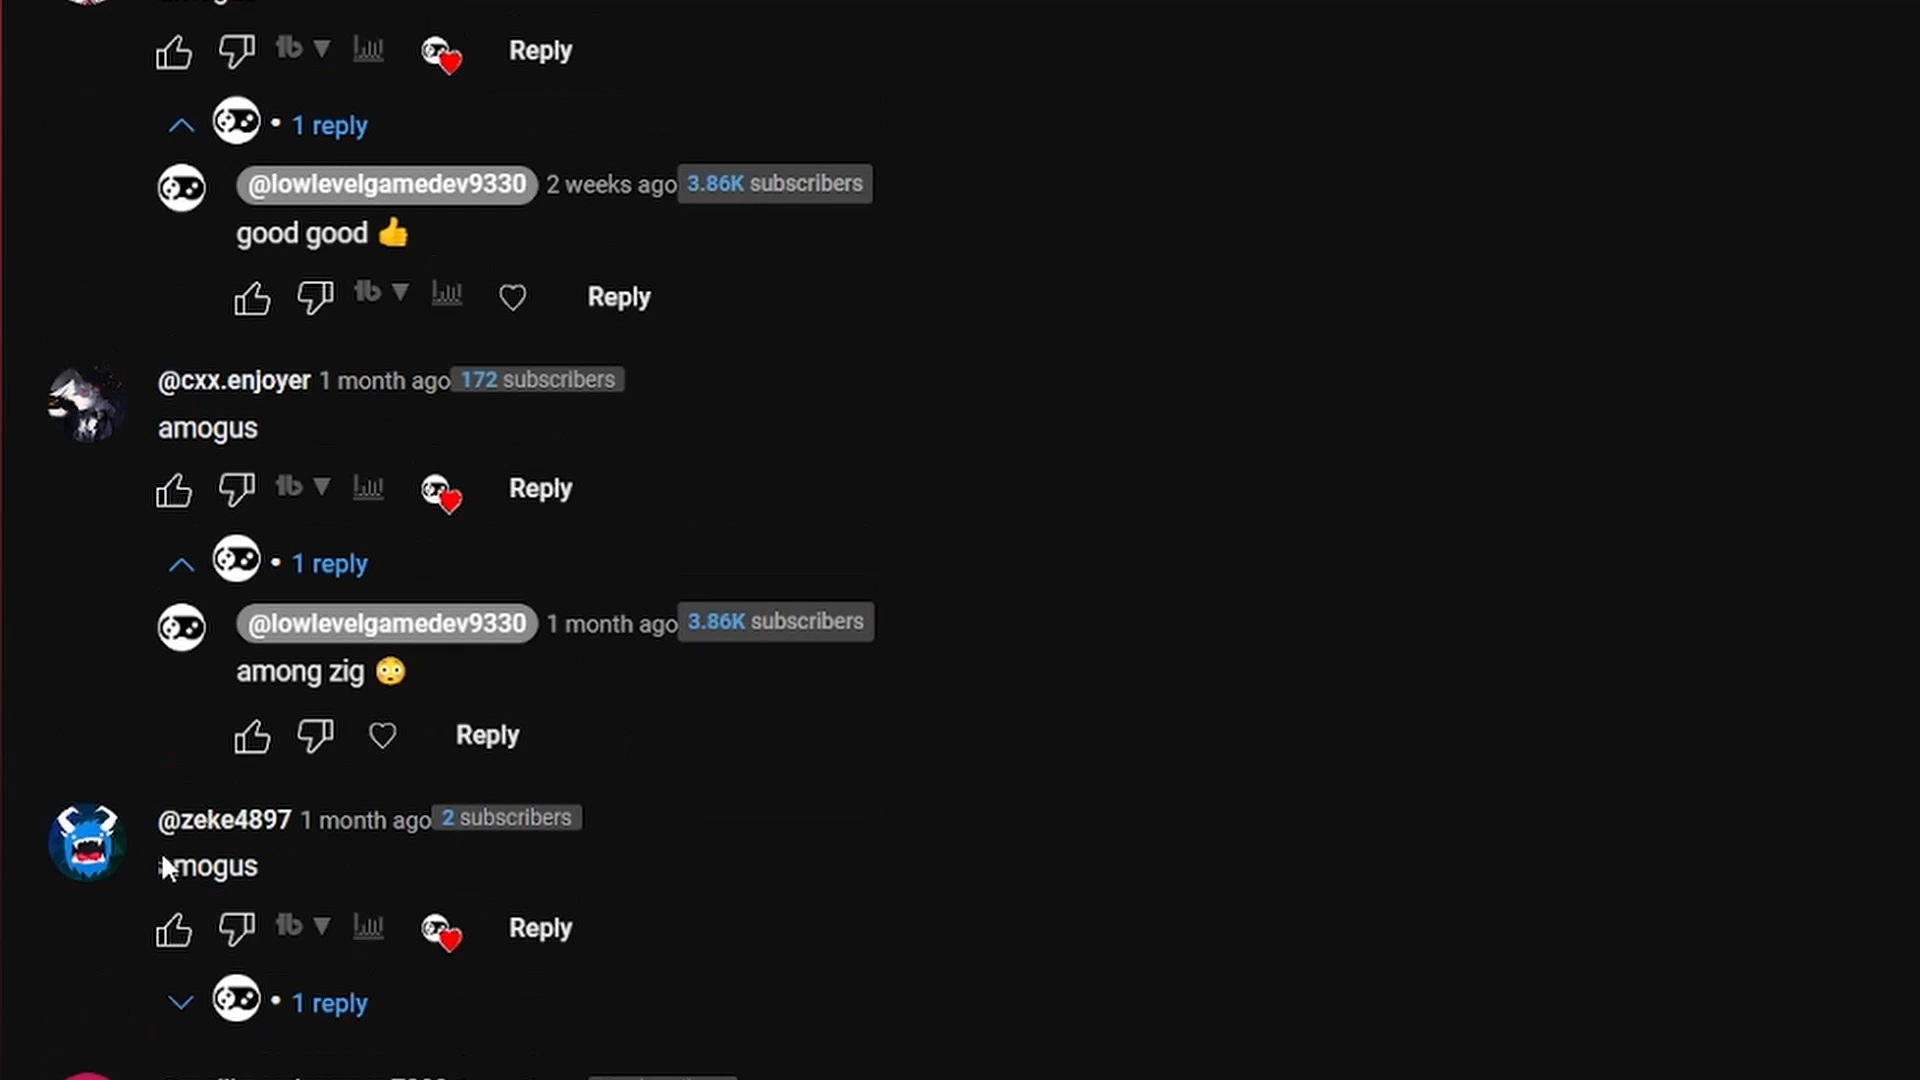 Reply
1 reply
@lowlevelgamedev9330 2 weeks ago 3.86K subscribers
good good 👍
Reply
@cxx.enjoyer 1 month ago 172 subscribers
amogus
Reply
1 reply
@lowlevelgamedev9330 1 month ago 3.86K subscribers
among zig 😳
Reply
@zeke4897 1 month ago 2 subscribers
amogus
Reply
1 reply